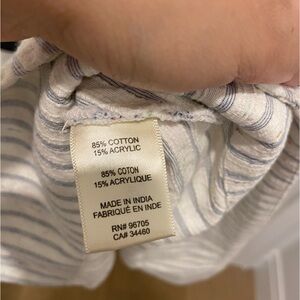 85% COTTON
15% ACRYLIC
85% COTON
15% ACRYLIQUE
MADE IN INDIA
FABRIQUÉ EN INDE
RN# 96705
CA# 34460